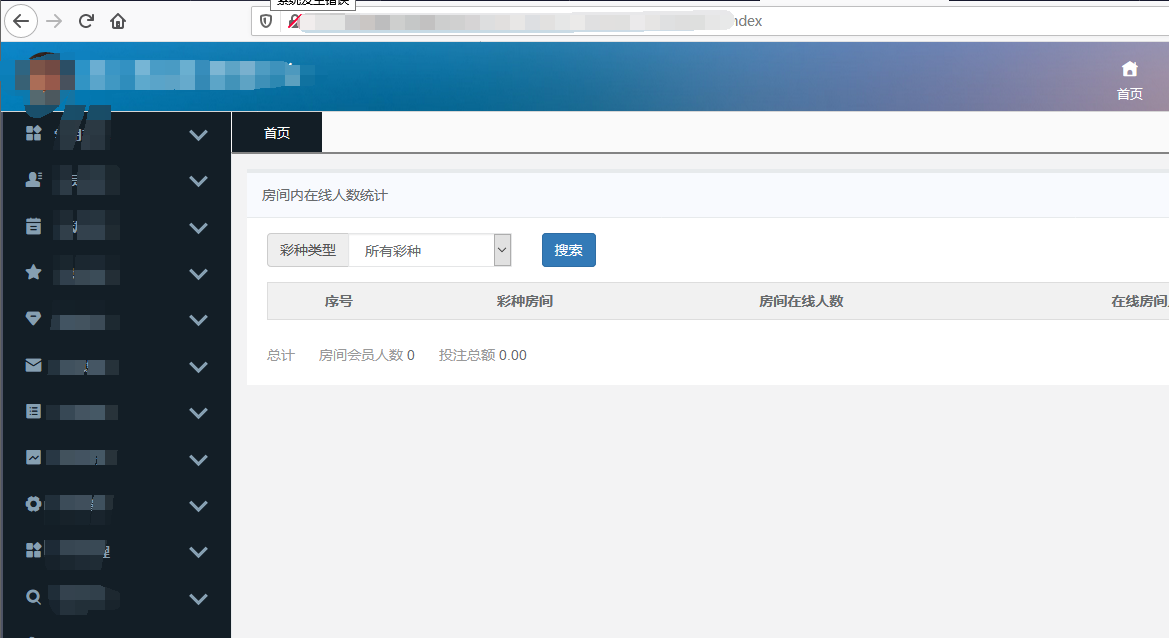 系统发生错误
ndex
首页
首页
房间内在线人数统计
彩种类型 所有彩种 搜索
序号 彩种房间 房间在线人数 在线房间
总计 房间会员人数 0 投注总额 0.00